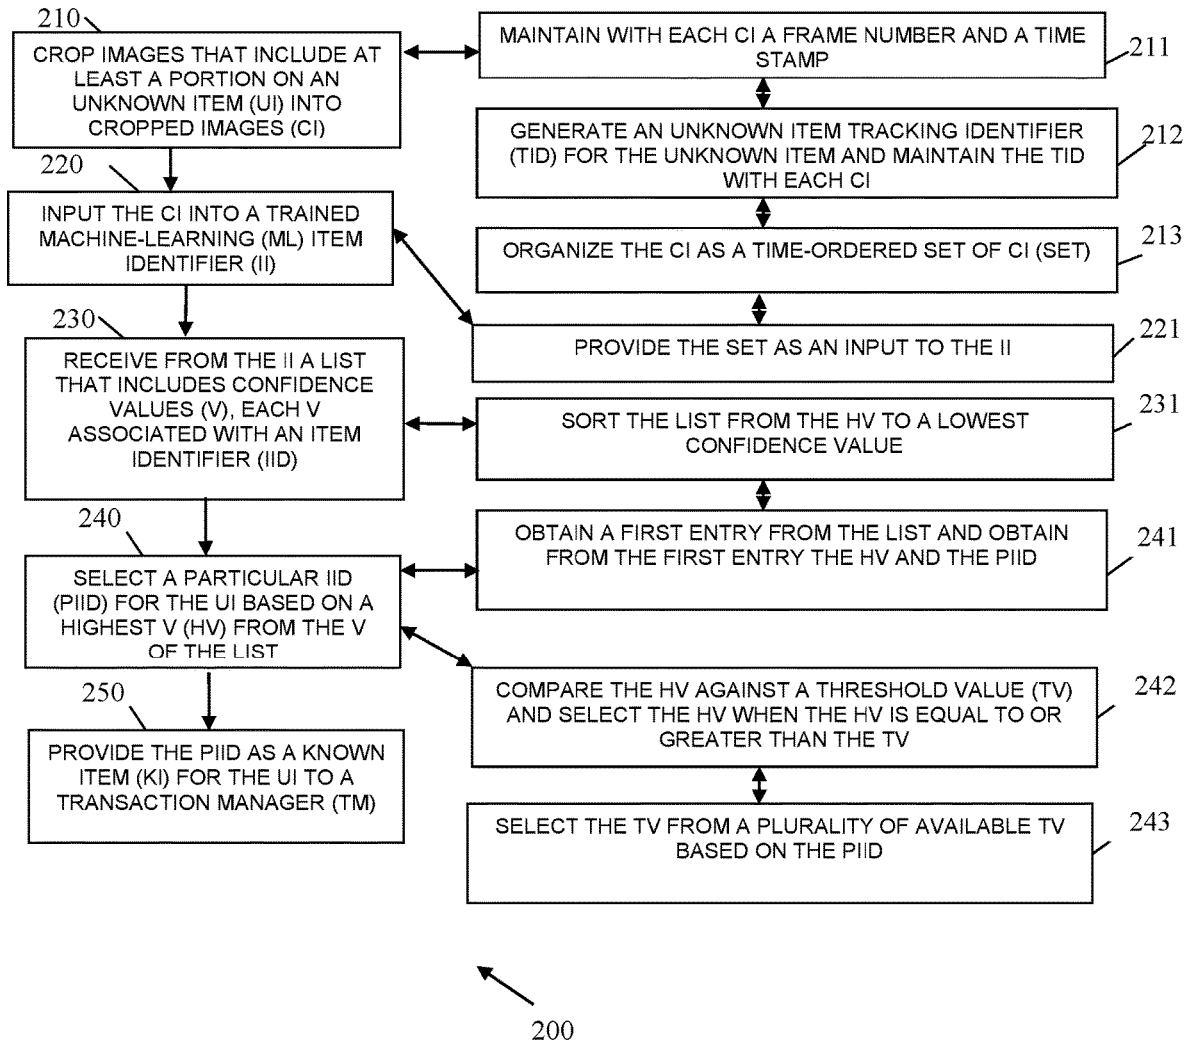 210
CROP IMAGES THAT INCLUDE AT
LEAST A PORTION ON AN
UNKNOWN ITEM (UI) INTO
CROPPED IMAGES (CI)
220
INPUT THE CI INTO A TRAINED
MACHINE-LEARNING (ML) ITEM
IDENTIFIER (II)
230
RECEIVE FROM THE II A LIST
THAT INCLUDES CONFIDENCE
VALUES (V), EACH V
ASSOCIATED WITH AN ITEM
IDENTIFIER (IID)
240
SELECT A PARTICULAR IID
(PIID) FOR THE UI BASED ON A
HIGHEST V (HV) FROM THE V
OF THE LIST
250
PROVIDE THE PIID AS A KNOWN
ITEM (KI) FOR THE UI TO A
TRANSACTION MANAGER (TM)
MAINTAIN WITH EACH CI A FRAME NUMBER AND A TIME
STAMP
211
GENERATE AN UNKNOWN ITEM TRACKING IDENTIFIER
(TID) FOR THE UNKNOWN ITEM AND MAINTAIN THE TID
WITH EACH CI
212
ORGANIZE THE CI AS A TIME-ORDERED SET OF CI (SET)
213
PROVIDE THE SET AS AN INPUT TO THE II
221
SORT THE LIST FROM THE HV TO A LOWEST
CONFIDENCE VALUE
231
OBTAIN A FIRST ENTRY FROM THE LIST AND OBTAIN
FROM THE FIRST ENTRY THE HV AND THE PIID
241
COMPARE THE HV AGAINST A THRESHOLD VALUE (TV)
AND SELECT THE HV WHEN THE HV IS EQUAL TO OR
GREATER THAN THE TV
242
SELECT THE TV FROM A PLURALITY OF AVAILABLE TV
BASED ON THE PIID
243
200